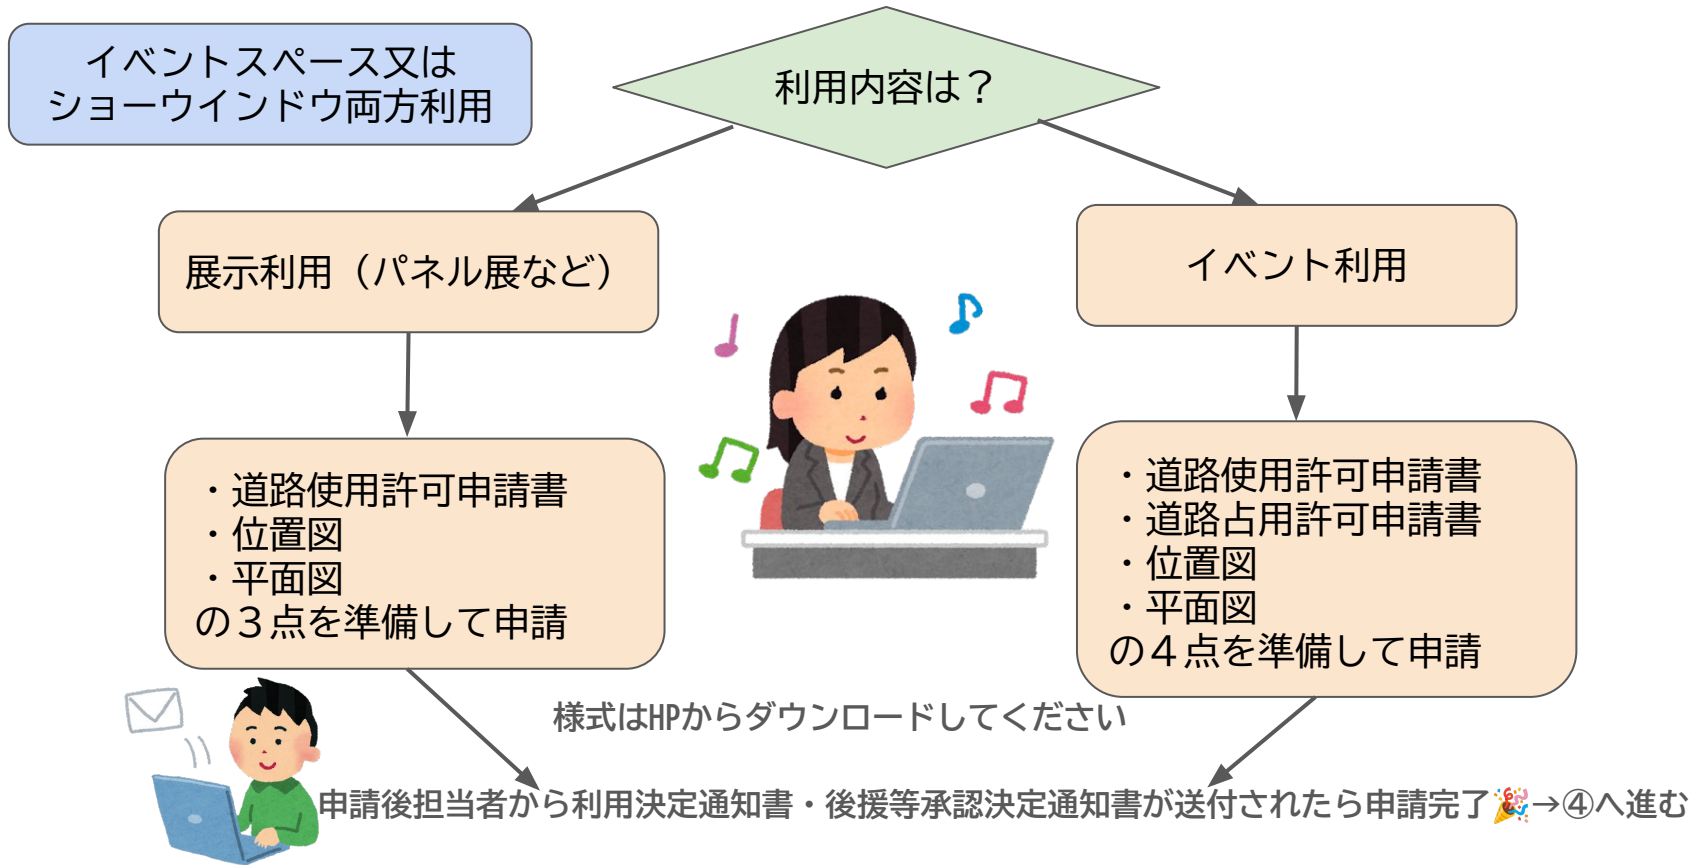 イベントスペース又は
ショーウインドウ両方利用
利用内容は？
展示利用（パネル展など）
イベント利用
・道路使用許可申請書
・位置図
・平面図
の３点を準備して申請
・道路使用許可申請書
・道路占用許可申請書
・位置図
・平面図
の４点を準備して申請
様式はHPからダウンロードしてください
申請後担当者から利用決定通知書・後援等承認決定通知書が送付されたら申請完了🎉→④へ進む